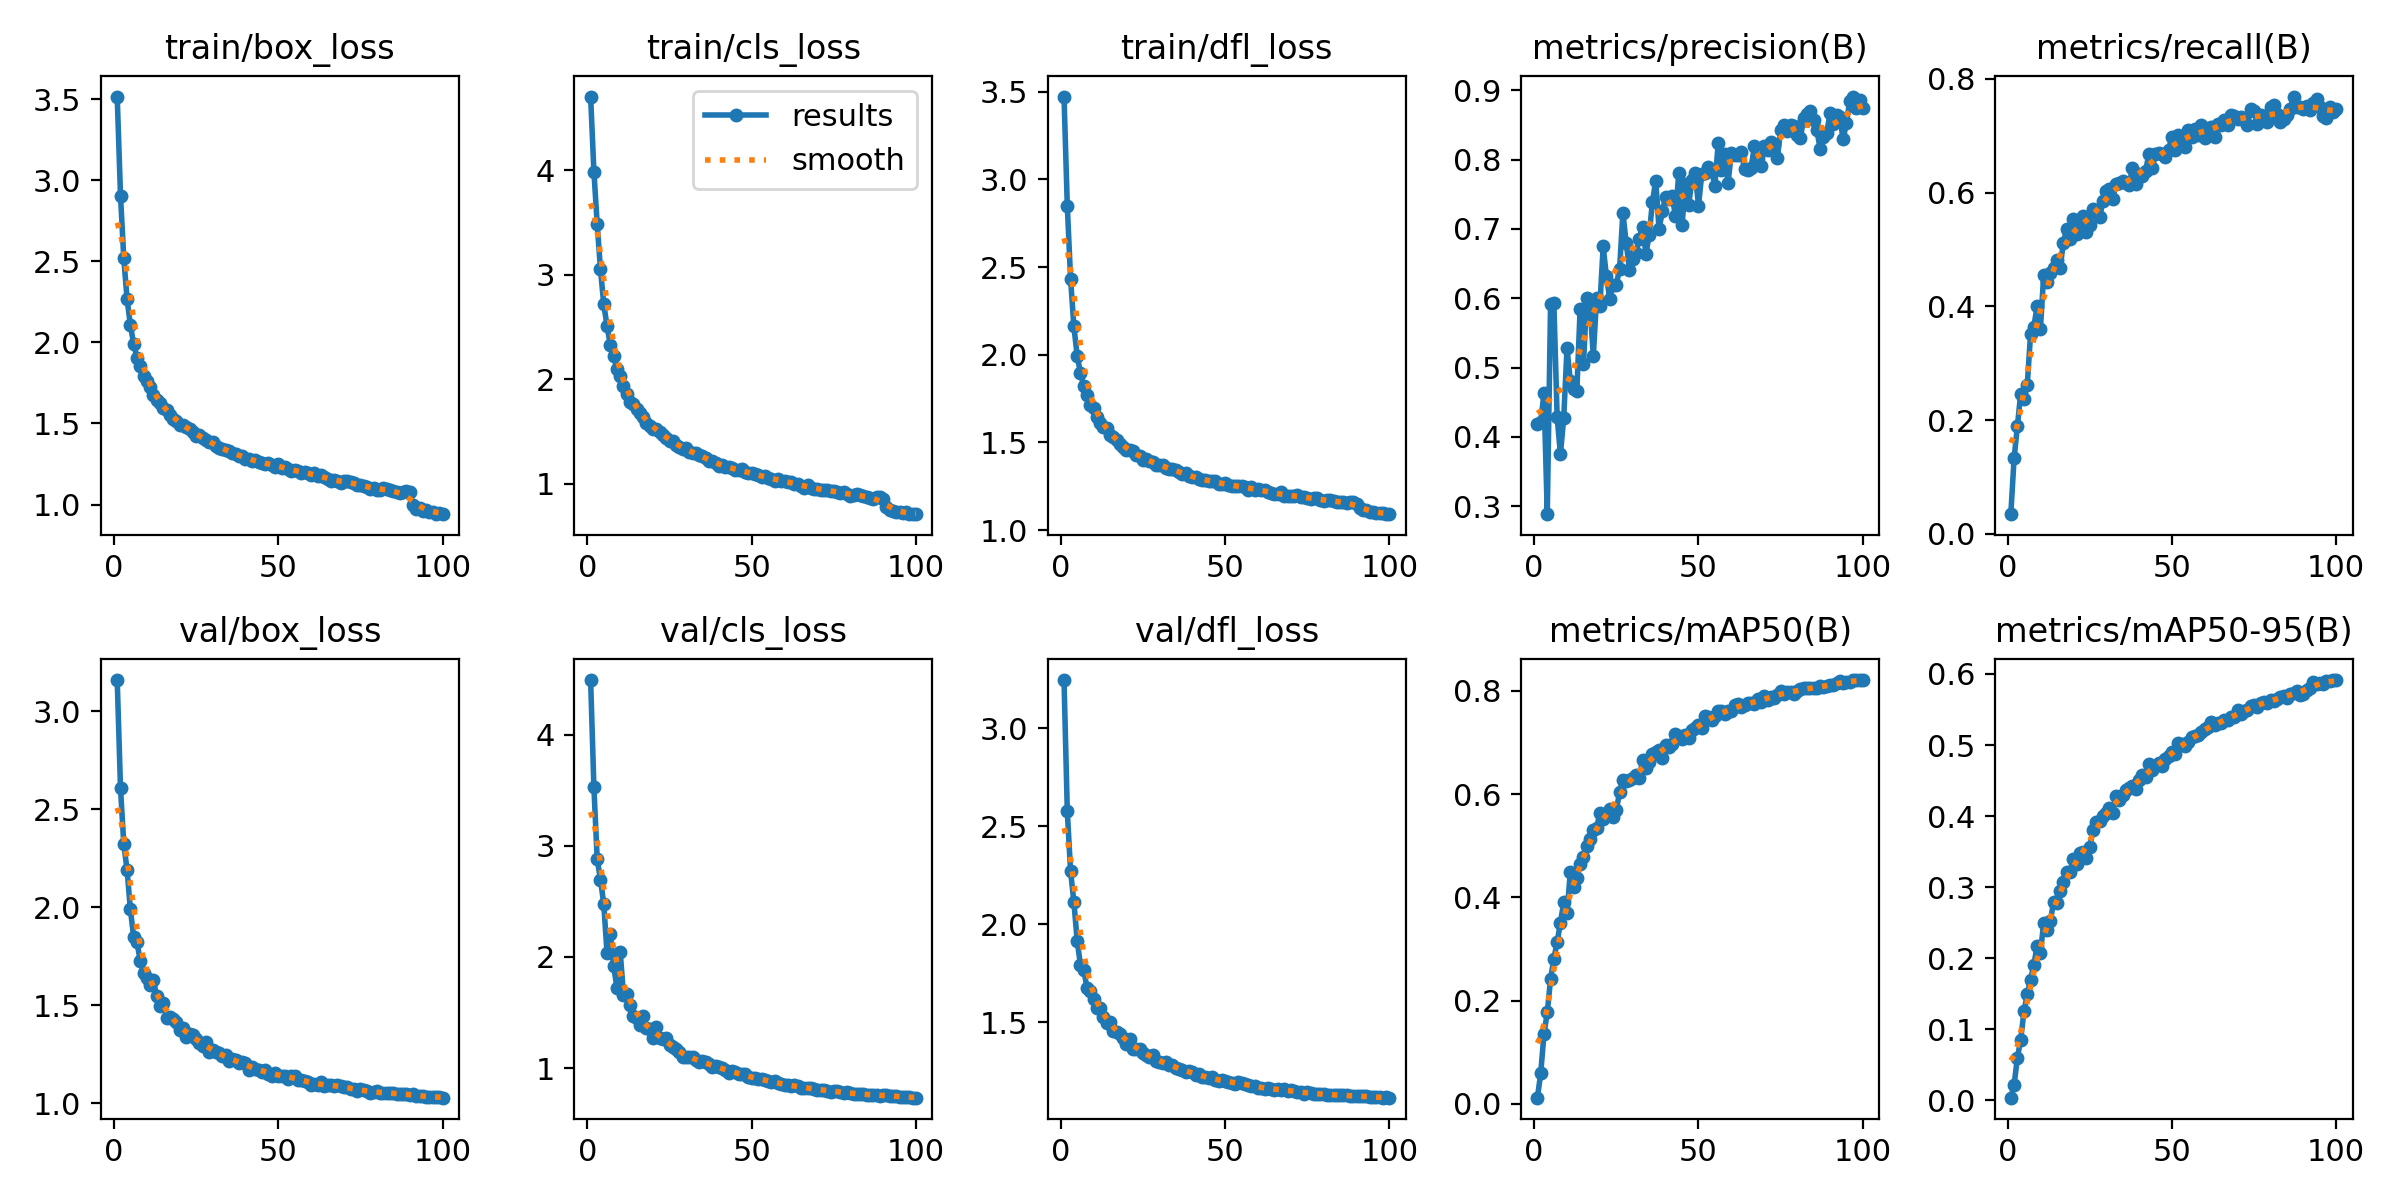 train/box_loss
3.5
3.0
2.5
2.0
1.5
1.0
0 50 100
train/cls_loss
results
smooth
4
3
2
1
0 50 100
train/dfl_loss
3.5
3.0
2.5
2.0
1.5
1.0
0 50 100
metrics/precision(B)
0.9
0.8
0.7
0.6
0.5
0.4
0.3
0 50 100
metrics/recall(B)
0.8
0.6
0.4
0.2
0.0
0 50 100
val/box_loss
3.0
2.5
2.0
1.5
1.0
0 50 100
val/cls_loss
4
3
2
1
0 50 100
val/dfl_loss
3.0
2.5
2.0
1.5
0 50 100
metrics/mAP50(B)
0.8
0.6
0.4
0.2
0.0
0 50 100
metrics/mAP50-95(B)
0.6
0.5
0.4
0.3
0.2
0.1
0.0
0 50 100